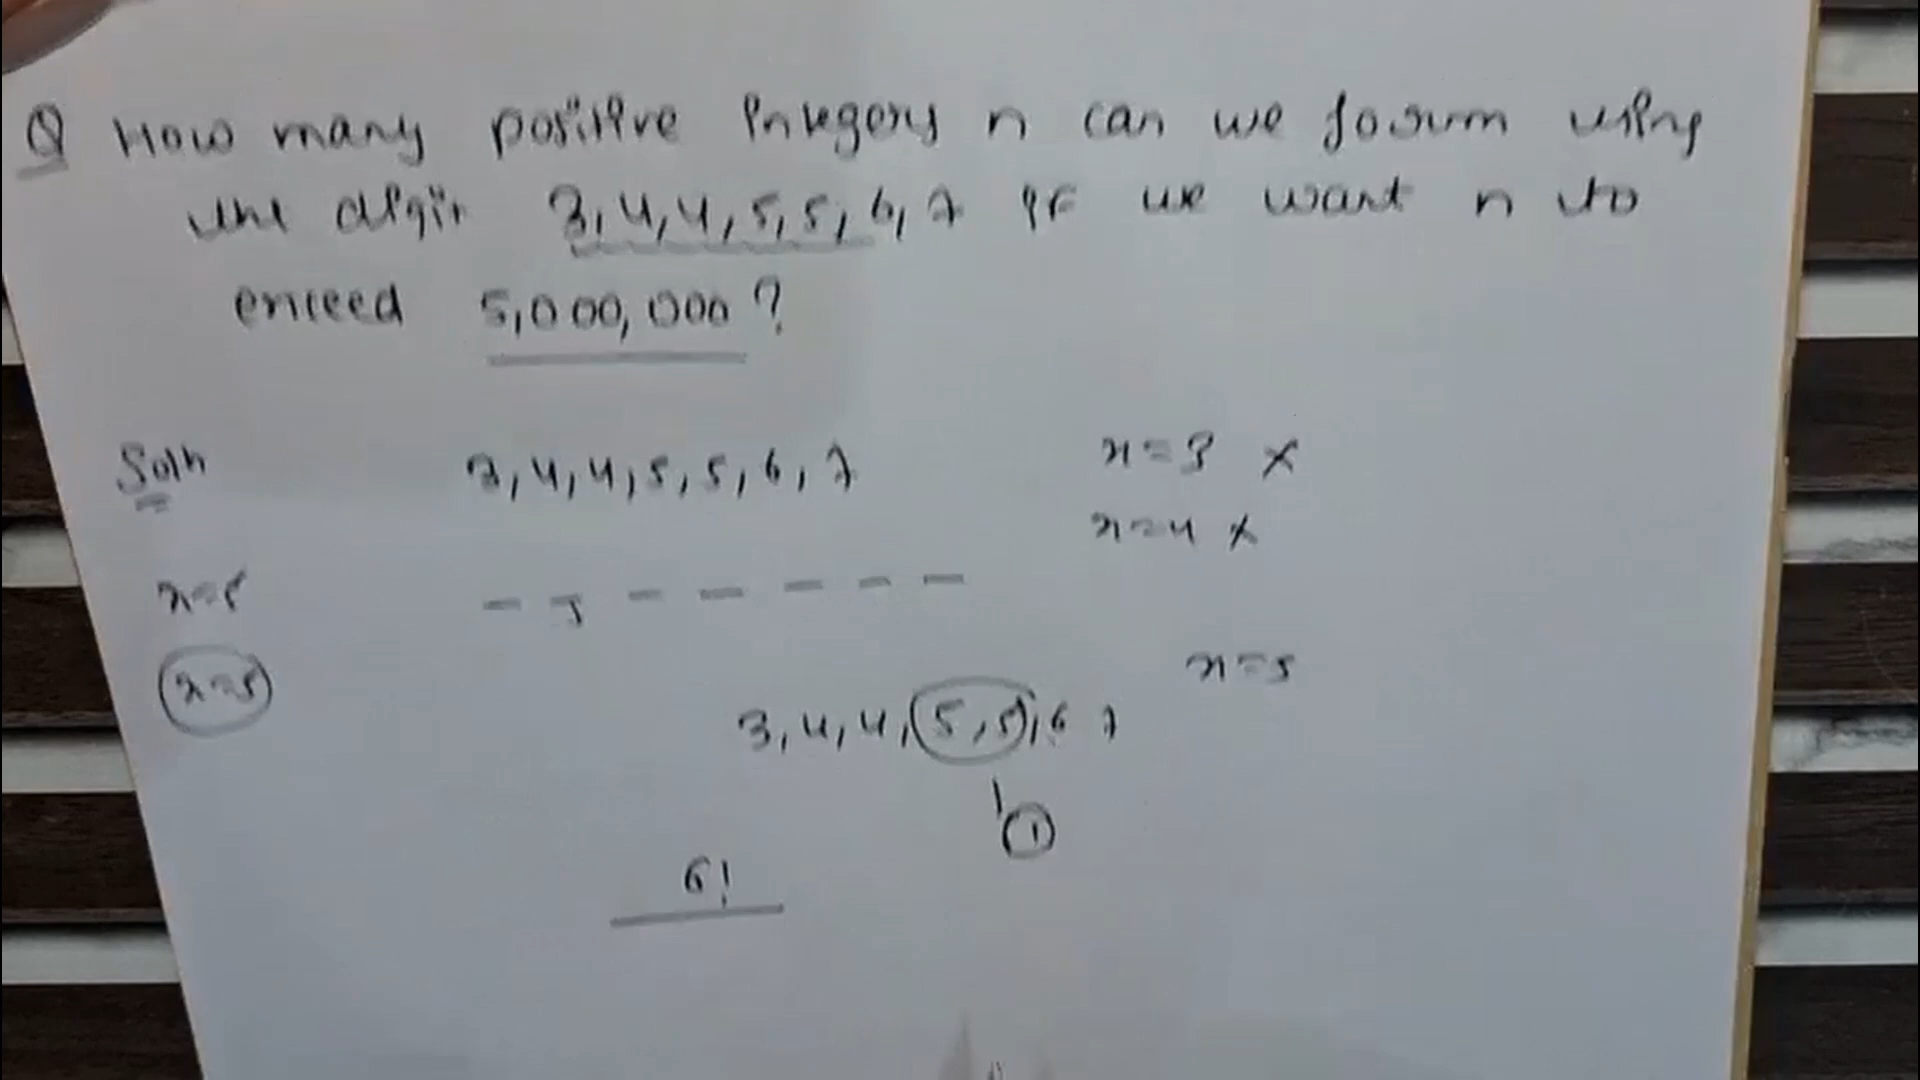 Q How many positive integers n can we form using
the digit 3,4,4,5,5,6,7 if we want n to
exceed 5,000,000?
Soln 3,4,4,5,5,6,7 x=3 ×
x=4 ×
x=5 _ _ _ _ _ _ _
x=5 x=5
3,4,4,5,5,6 7
1
6!